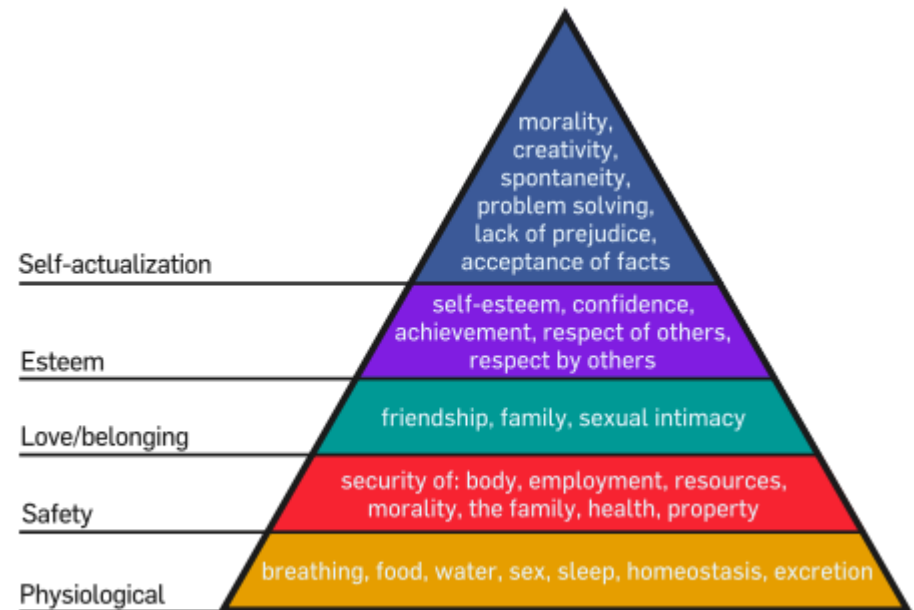 morality,
creativity,
spontaneity,
problem solving,
lack of prejudice,
acceptance of facts
Self-actualization
self-esteem, confidence,
achievement, respect of others,
respect by others
Esteem
friendship, family, sexual intimacy
Love/belonging
security of: body, employment, resources,
morality, the family, health, property
Safety
breathing, food, water, sex, sleep, homeostasis, excretion
Physiological